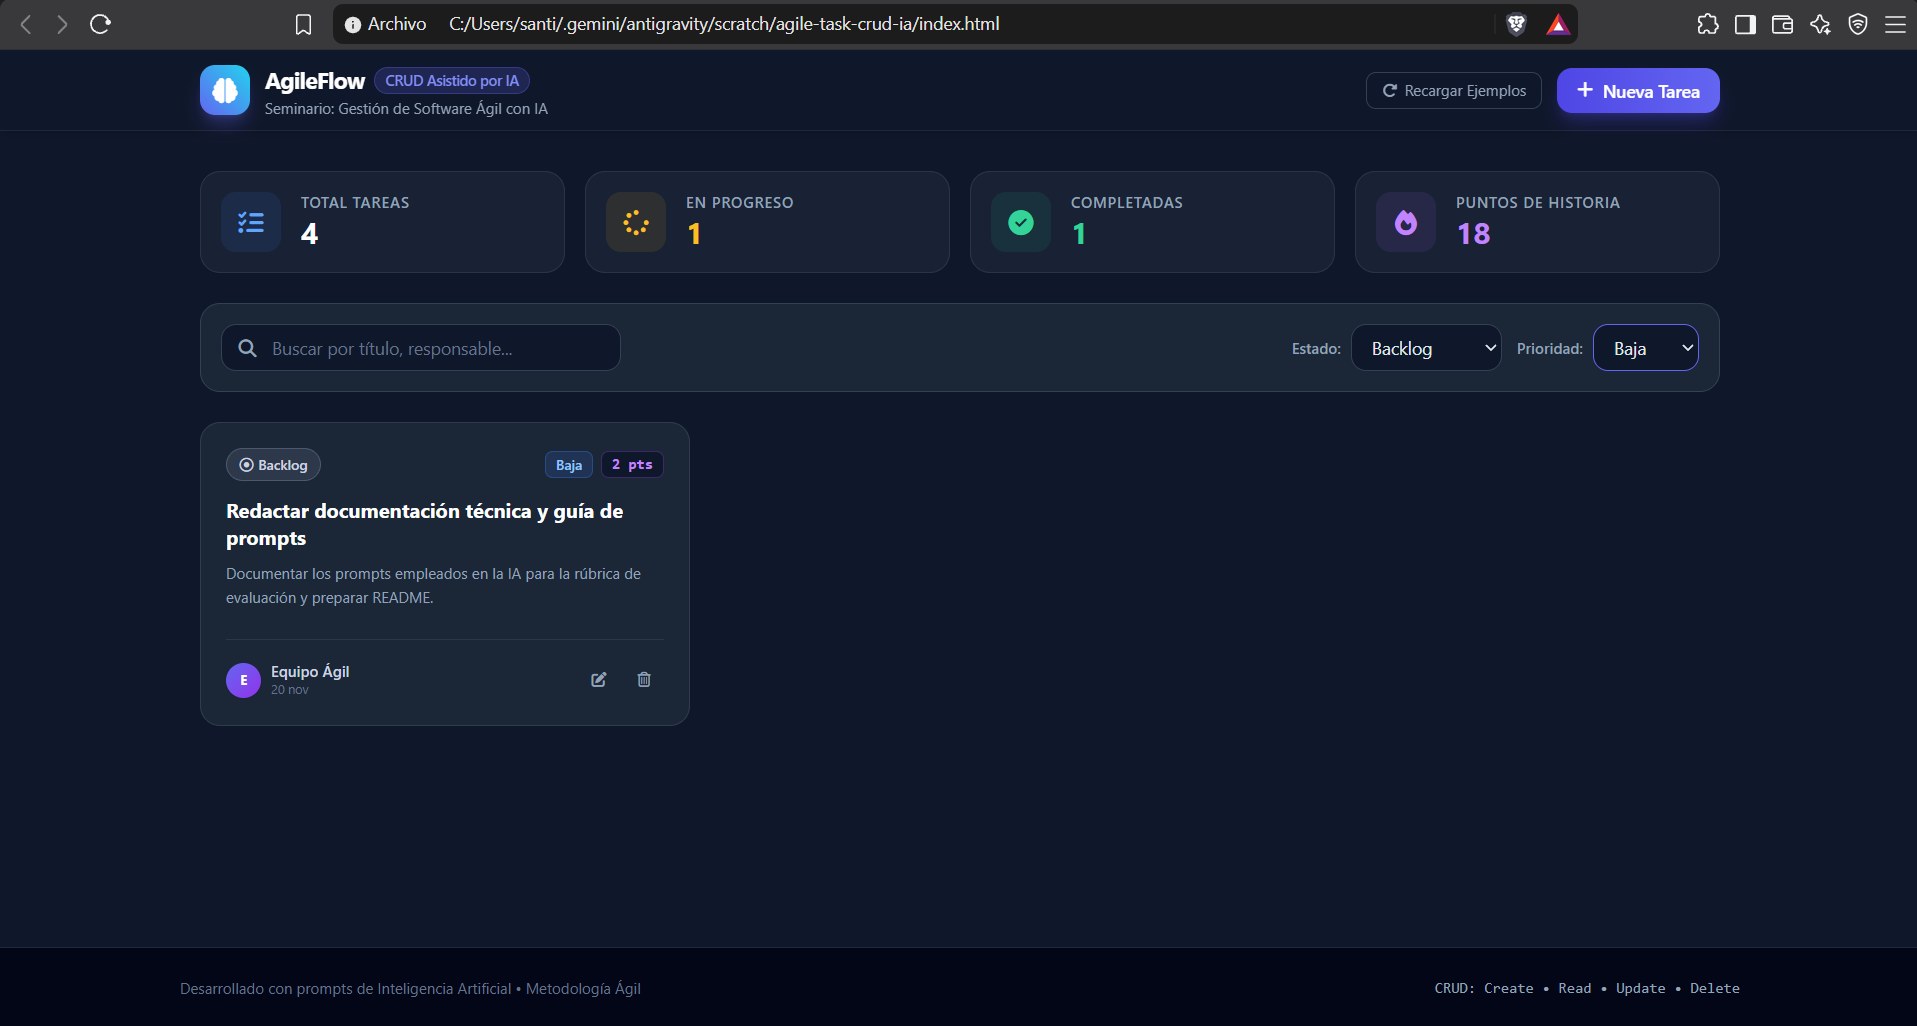 Archivo C:/Users/santi/.gemini/antigravity/scratch/agile-task-crud-ia/index.html
AgileFlow CRUD Asistido por IA
Seminario: Gestión de Software Ágil con IA
Recargar Ejemplos
Nueva Tarea
TOTAL TAREAS
4
EN PROGRESO
1
COMPLETADAS
1
PUNTOS DE HISTORIA
18
Buscar por título, responsable...
Estado: Backlog Prioridad: Baja
Backlog Baja 2 pts
Redactar documentación técnica y guía de
prompts
Documentar los prompts empleados en la IA para la rúbrica de
evaluación y preparar README.
E
Equipo Ágil
20 nov
Desarrollado con prompts de Inteligencia Artificial • Metodología Ágil
CRUD: Create • Read • Update • Delete